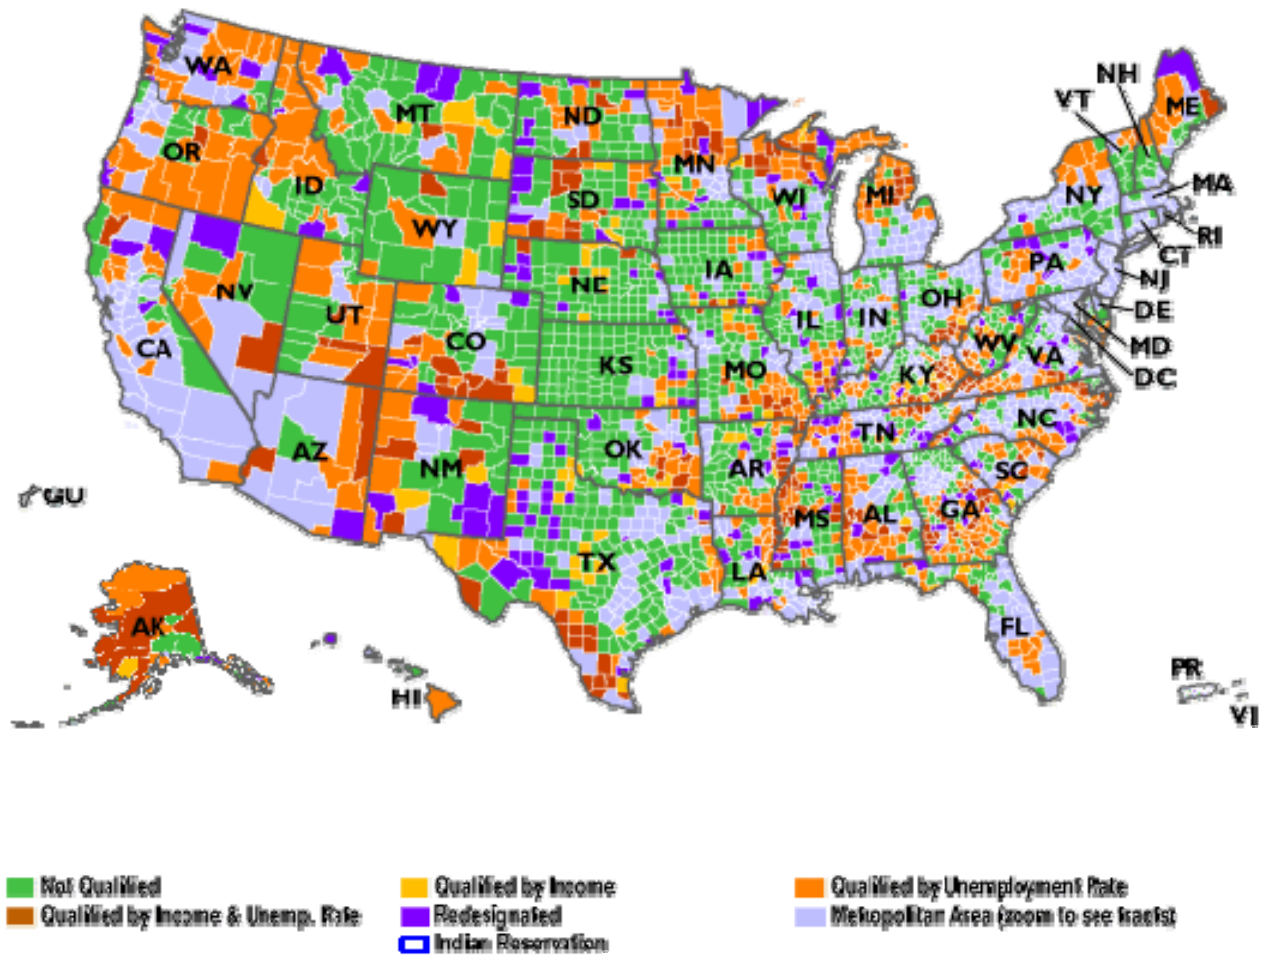 NH
VT
WA
ME
MT
ND
OR
MN
ID
SD
WI
MI
NY
MA
WY
RI
CT
NV
NE
IA
PA
NJ
UT
CO
IL
IN
OH
DE
CA
KS
MO
KY
WV
VA
MD
DC
AZ
NM
OK
AR
TN
NC
SC
GU
TX
LA
MS
AL
GA
AK
HI
FL
PR
VI
Not Qualified
Qualified by Income
Qualified by Unemployment Rate
Qualified by Income & Unemp. Rate
Redesignated
Metropolitan Area (zoom to see tracts)
Indian Reservation